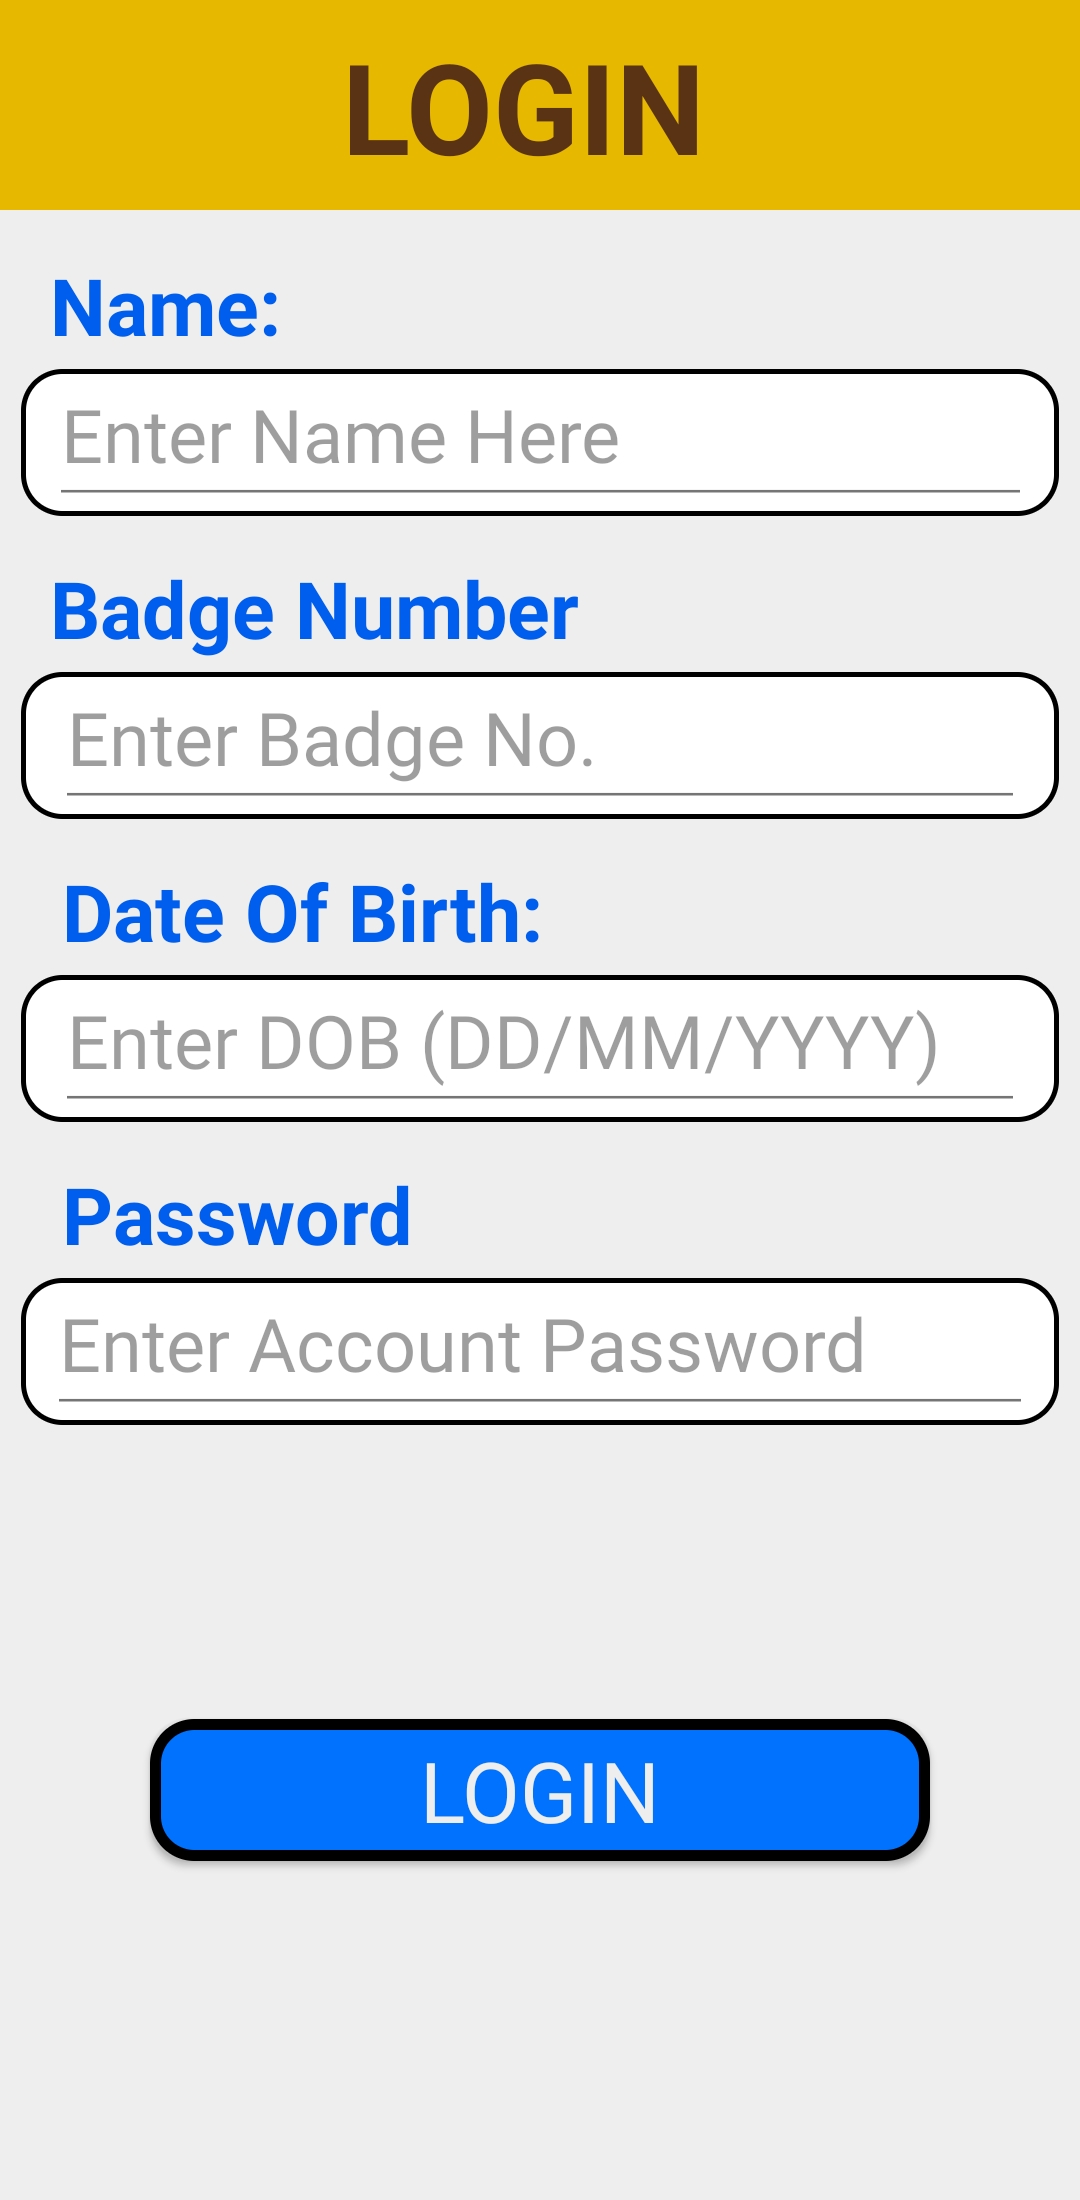 LOGIN
Name:
Enter Name Here
Badge Number
Enter Badge No.
Date Of Birth:
Enter DOB (DD/MM/YYYY)
Password
Enter Account Password
LOGIN